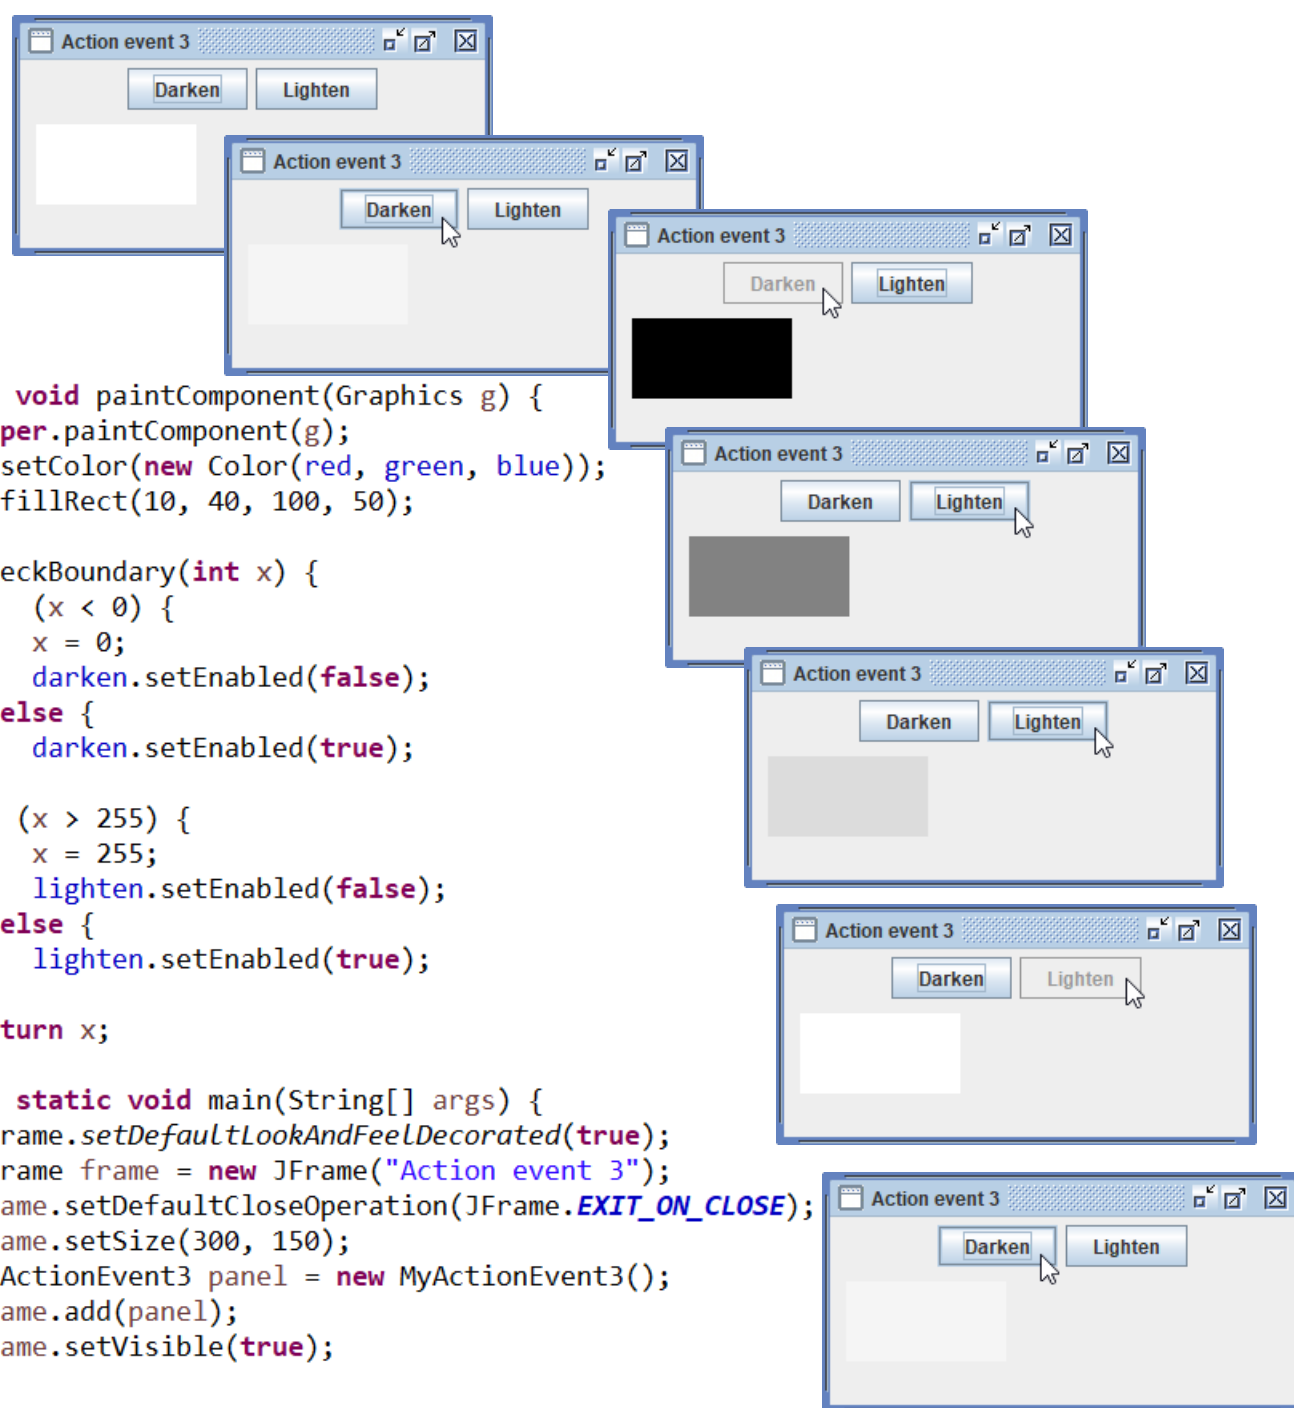 Action event 3
Darken Lighten
Action event 3
Darken Lighten
Action event 3
Darken Lighten
void paintComponent(Graphics g) {
per.paintComponent(g);
setColor(new Color(red, green, blue));
fillRect(10, 40, 100, 50);
Action event 3
Darken Lighten
eckBoundary(int x) {
(x < 0) {
x = 0;
darken.setEnabled(false);
else {
darken.setEnabled(true);
Action event 3
Darken Lighten
(x > 255) {
x = 255;
lighten.setEnabled(false);
else {
lighten.setEnabled(true);
Action event 3
Darken Lighten
turn x;
static void main(String[] args) {
rame.setDefaultLookAndFeelDecorated(true);
rame frame = new JFrame("Action event 3");
ame.setDefaultCloseOperation(JFrame.EXIT_ON_CLOSE);
ame.setSize(300, 150);
ActionEvent3 panel = new MyActionEvent3();
ame.add(panel);
ame.setVisible(true);
Action event 3
Darken Lighten